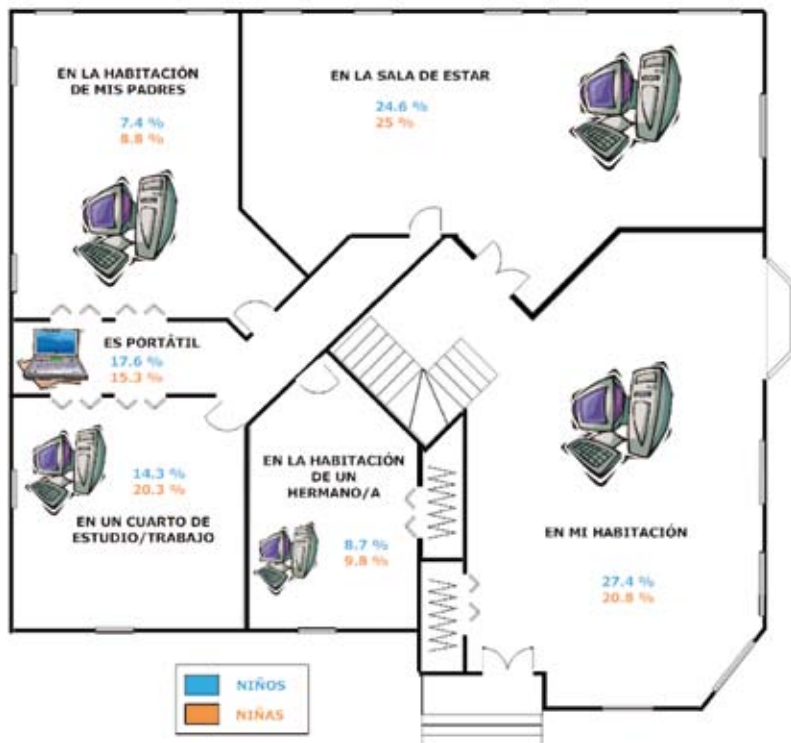 EN LA HABITACIÓN
DE MIS PADRES
7.4 %
8.8 %
EN LA SALA DE ESTAR
24.6 %
25 %
ES PORTÁTIL
17.6 %
15.3 %
14.3 %
20.3 %
EN UN CUARTO DE
ESTUDIO/TRABAJO
EN LA HABITACIÓN
DE UN
HERMANO/A
8.7 %
9.8 %
EN MI HABITACIÓN
27.4 %
20.8 %
NIÑOS
NIÑAS